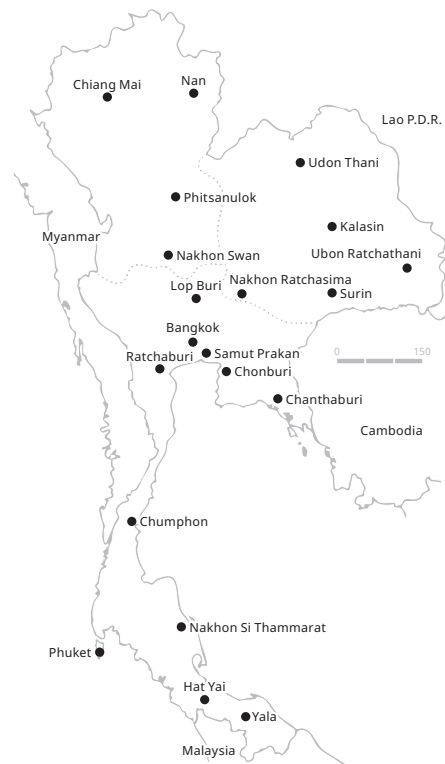 Nan
Chiang Mai
Lao P.D.R.
Udon Thani
Phitsanulok
Kalasin
Myanmar
Nakhon Swan
Ubon Ratchathani
Nakhon Ratchasima
Lop Buri
Surin
Bangkok
Samut Prakan
Ratchaburi
0 150
Chonburi
Chanthaburi
Cambodia
Chumphon
Nakhon Si Thammarat
Phuket
Hat Yai
Yala
Malaysia